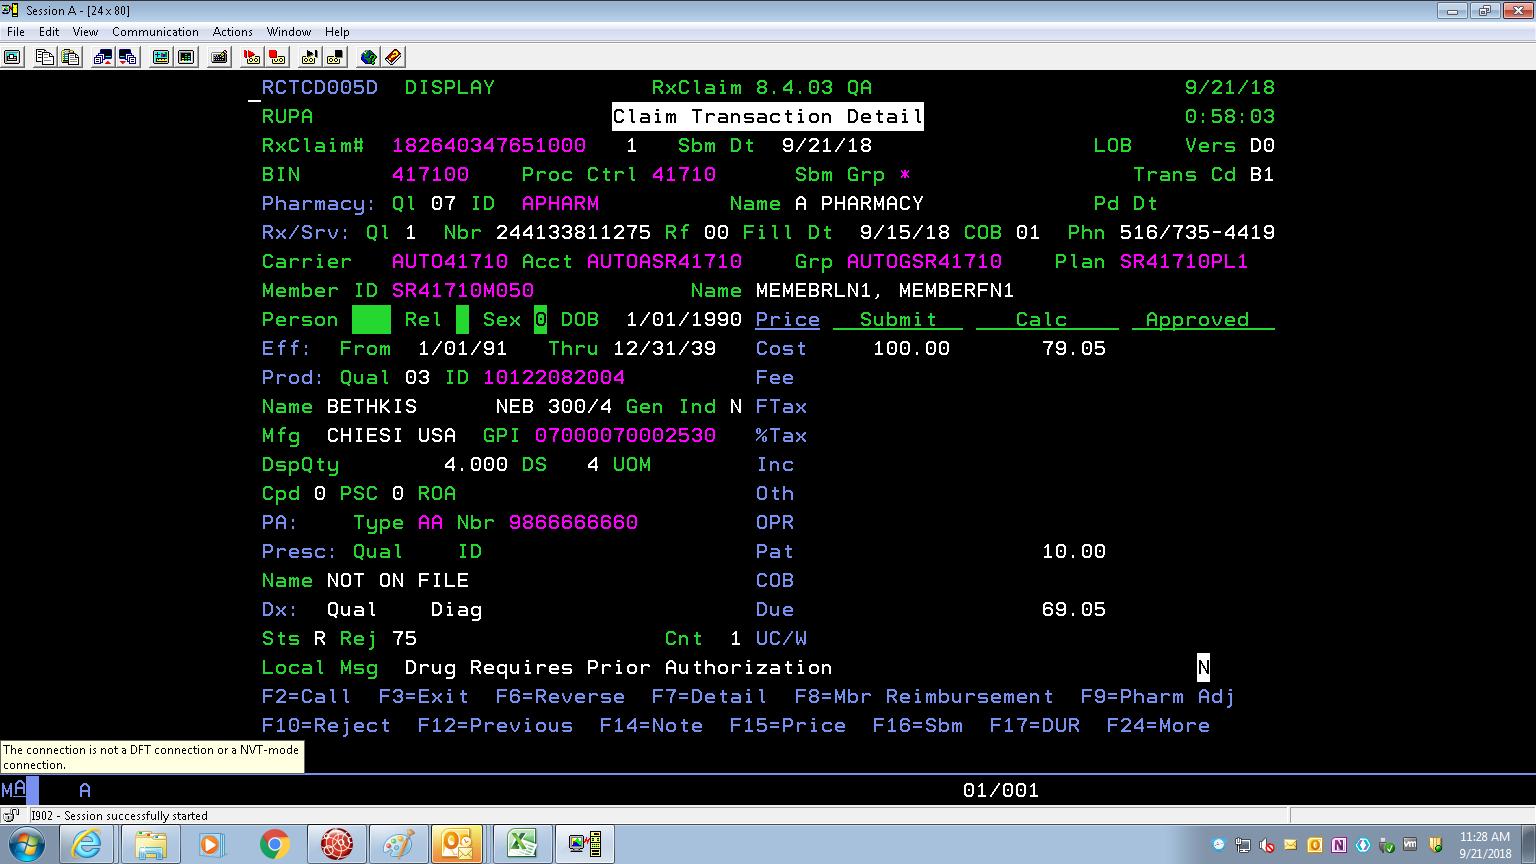 Session A - [24 x 80]
File Edit View Communication Actions Window Help
RCTCD005D DISPLAY RxClaim 8.4.03 QA 9/21/18
RUPA Claim Transaction Detail 0:58:03
RxClaim# 182640347651000 1 Sbm Dt 9/21/18 LOB Vers D0
BIN 417100 Proc Ctrl 41710 Sbm Grp * Trans Cd B1
Pharmacy: Ql 07 ID APHARM Name A PHARMACY Pd Dt
Rx/Srv: Ql 1 Nbr 244133811275 Rf 00 Fill Dt 9/15/18 COB 01 Phn 516/735-4419
Carrier AUTO41710 Acct AUTOASR41710 Grp AUTOGSR41710 Plan SR41710PL1
Member ID SR41710M050 Name MEMEBRLN1, MEMBERFN1
Person Rel Sex 0 DOB 1/01/1990 Price Submit Calc Approved
Eff: From 1/01/91 Thru 12/31/39 Cost 100.00 79.05
Prod: Qual 03 ID 10122082004 Fee
Name BETHKIS NEB 300/4 Gen Ind N FTax
Mfg CHIESI USA GPI 07000070002530 %Tax
DspQty 4.000 DS 4 UOM Inc
Cpd 0 PSC 0 ROA Oth
PA: Type AA Nbr 9866666660 OPR
Presc: Qual ID Pat 10.00
Name NOT ON FILE COB
Dx: Qual Diag Due 69.05
Sts R Rej 75 Cnt 1 UC/W
Local Msg Drug Requires Prior Authorization N
F2=Call F3=Exit F6=Reverse F7=Detail F8=Mbr Reimbursement F9=Pharm Adj
F10=Reject F12=Previous F14=Note F15=Price F16=Sbm F17=DUR F24=More
The connection is not a DFT connection or a NVT-mode
connection.
MA A 01/001
I902 - Session successfully started
11:28 AM
9/21/2018